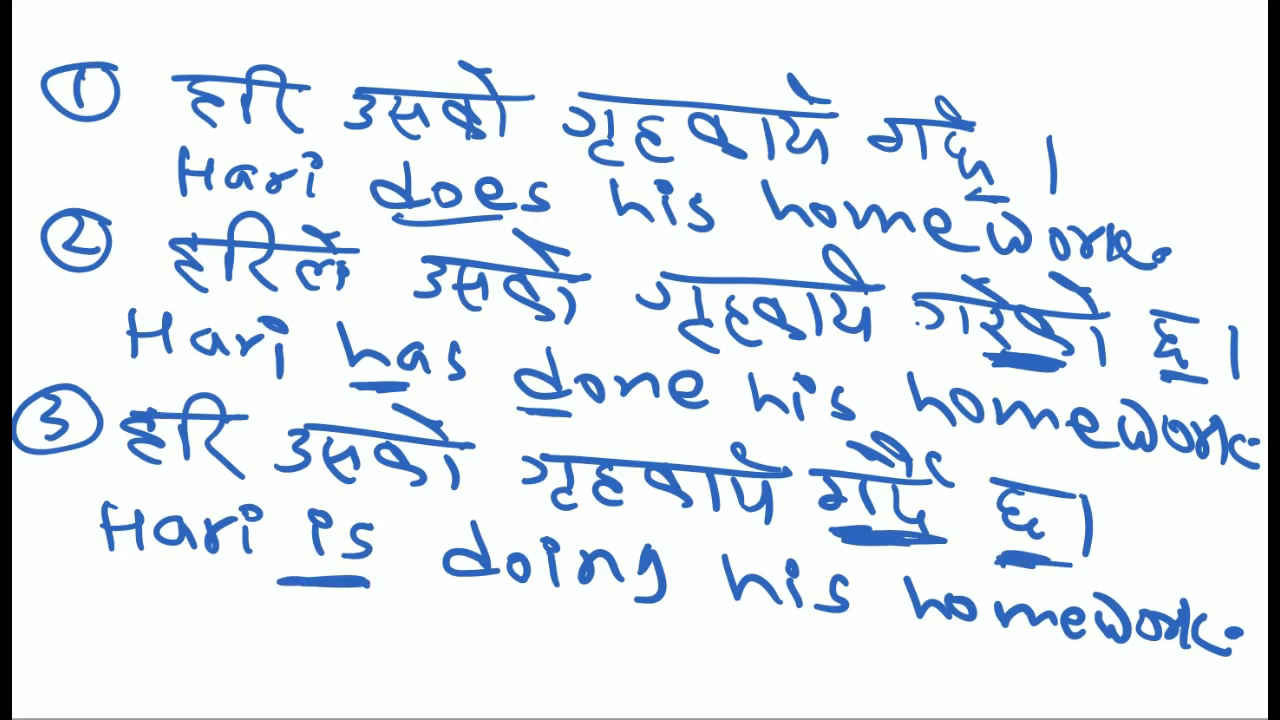 ① हरि उसको गृहकार्य गर्दछ ।
Hari does his homework.
② हरिले उसको गृहकार्य गरेको छ ।
Hari has done his homework.
③ हरि उसको गृहकार्य गर्दै छ ।
Hari is doing his homework.